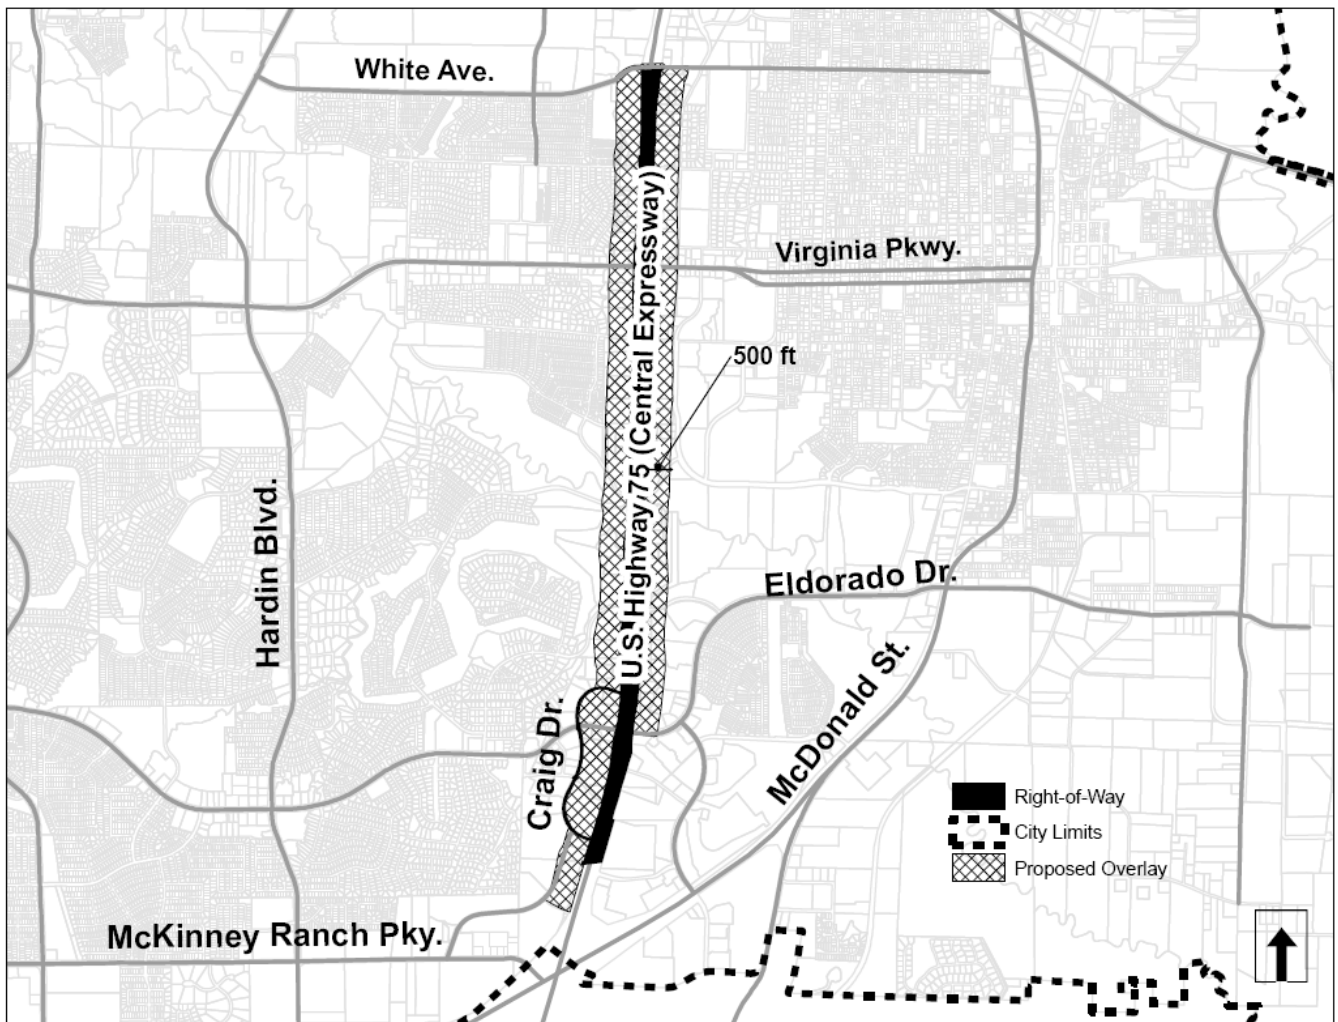 White Ave.
Virginia Pkwy.
U.S. Highway 75 (Central Expressway)
500 ft
Hardin Blvd.
Eldorado Dr.
McDonald St.
Craig Dr.
Right-of-Way
City Limits
Proposed Overlay
McKinney Ranch Pky.